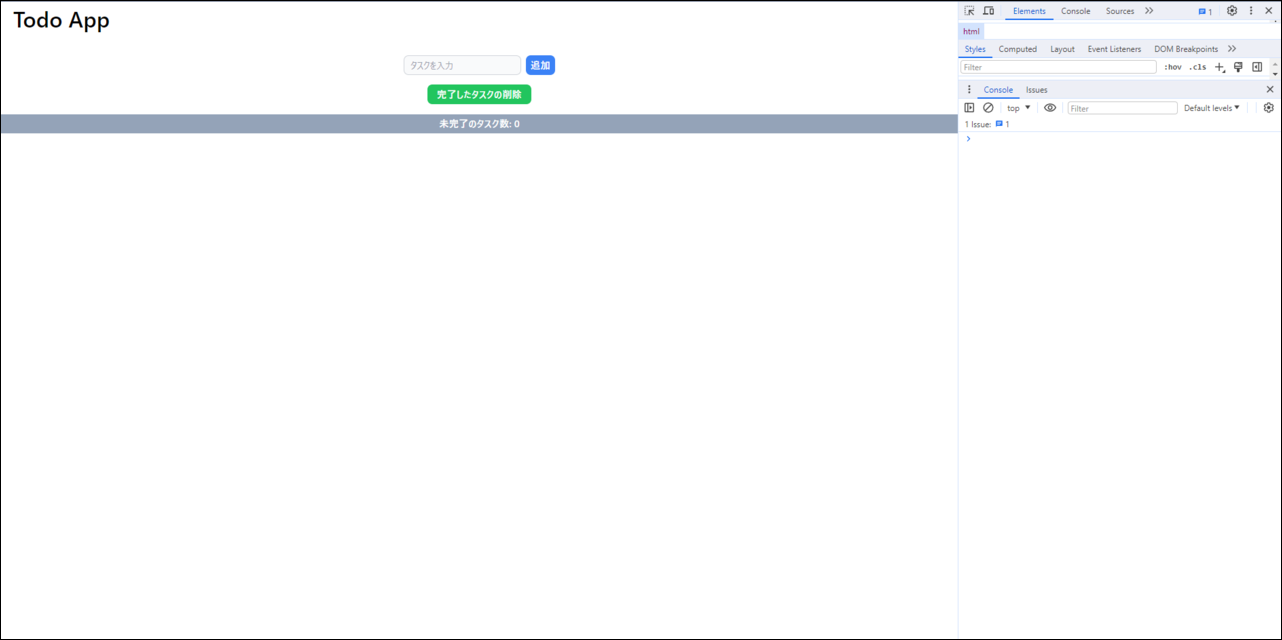 Todo App
タスクを入力 追加
完了したタスクの削除
未完了のタスク数: 0
Elements Console Sources 1
html
Styles Computed Layout Event Listeners DOM Breakpoints
Filter :hov .cls
Console Issues
top Filter Default levels
1 Issue: 1